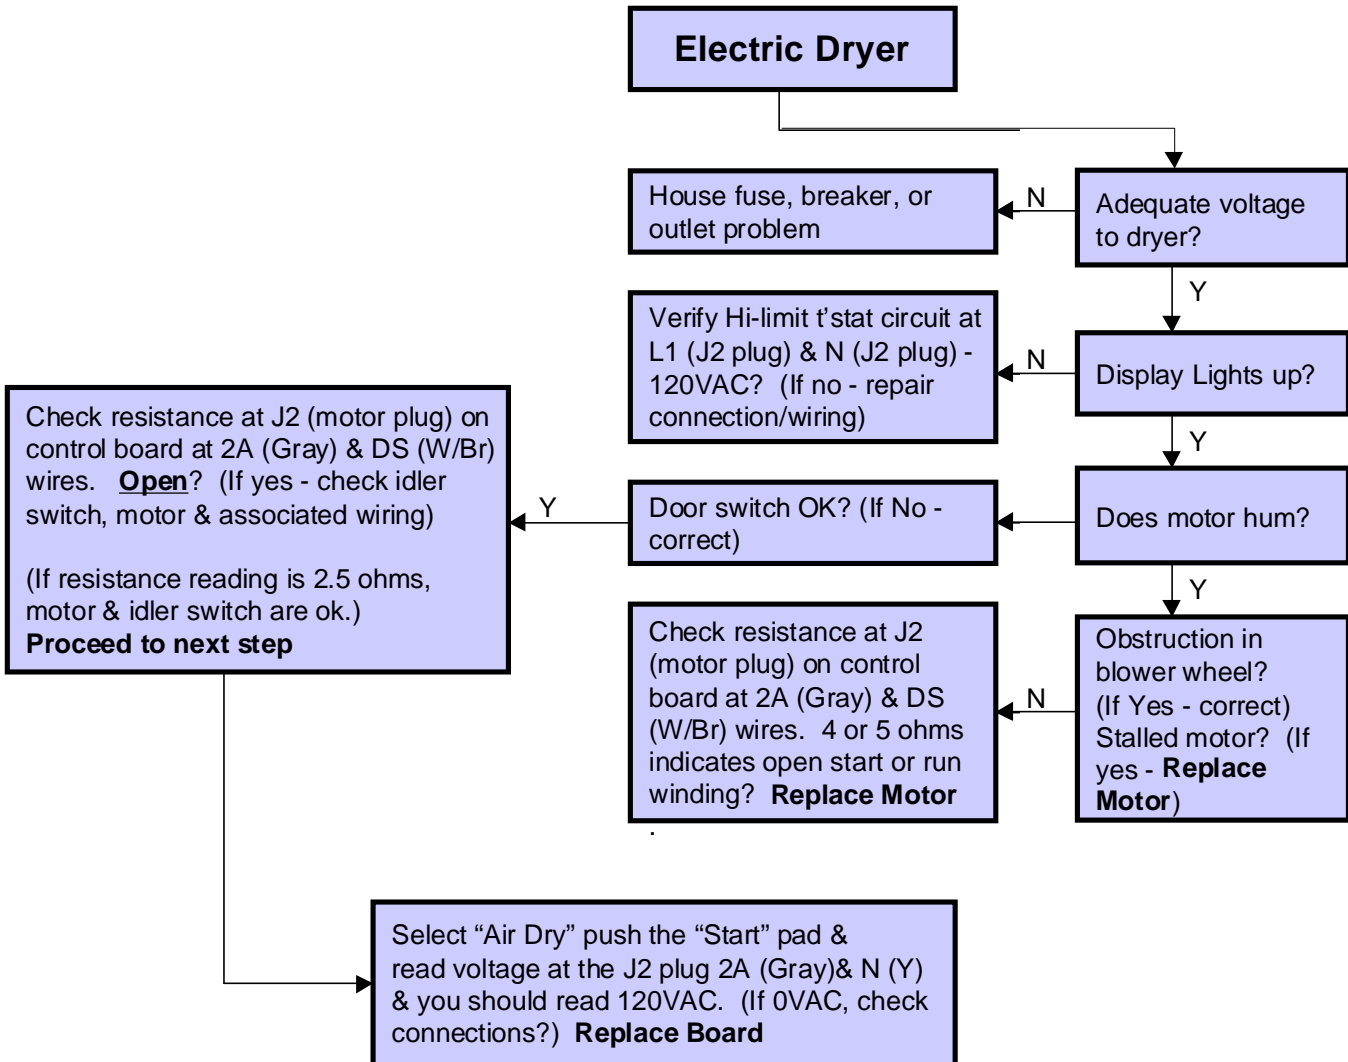 Electric Dryer
House fuse, breaker, or
outlet problem
N
Adequate voltage
to dryer?
Y
Verify Hi-limit t'stat circuit at
L1 (J2 plug) & N (J2 plug) -
120VAC?  (If no - repair
connection/wiring)
N
Display Lights up?
Y
Check resistance at J2 (motor plug) on
control board at 2A (Gray) & DS (W/Br)
wires.   Open?  (If yes - check idler
switch, motor & associated wiring)
(If resistance reading is 2.5 ohms,
motor & idler switch are ok.)
Proceed to next step
Y
Door switch OK? (If No -
correct)
Does motor hum?
Y
Check resistance at J2
(motor plug) on control
board at 2A (Gray) & DS
(W/Br) wires.  4 or 5 ohms
indicates open start or run
winding?  Replace Motor
.
N
Obstruction in
blower wheel?
(If Yes - correct)
Stalled motor?  (If
yes - Replace
Motor)
Select “Air Dry” push the “Start” pad &
read voltage at the J2 plug 2A (Gray)& N (Y)
& you should read 120VAC.  (If 0VAC, check
connections?)  Replace Board